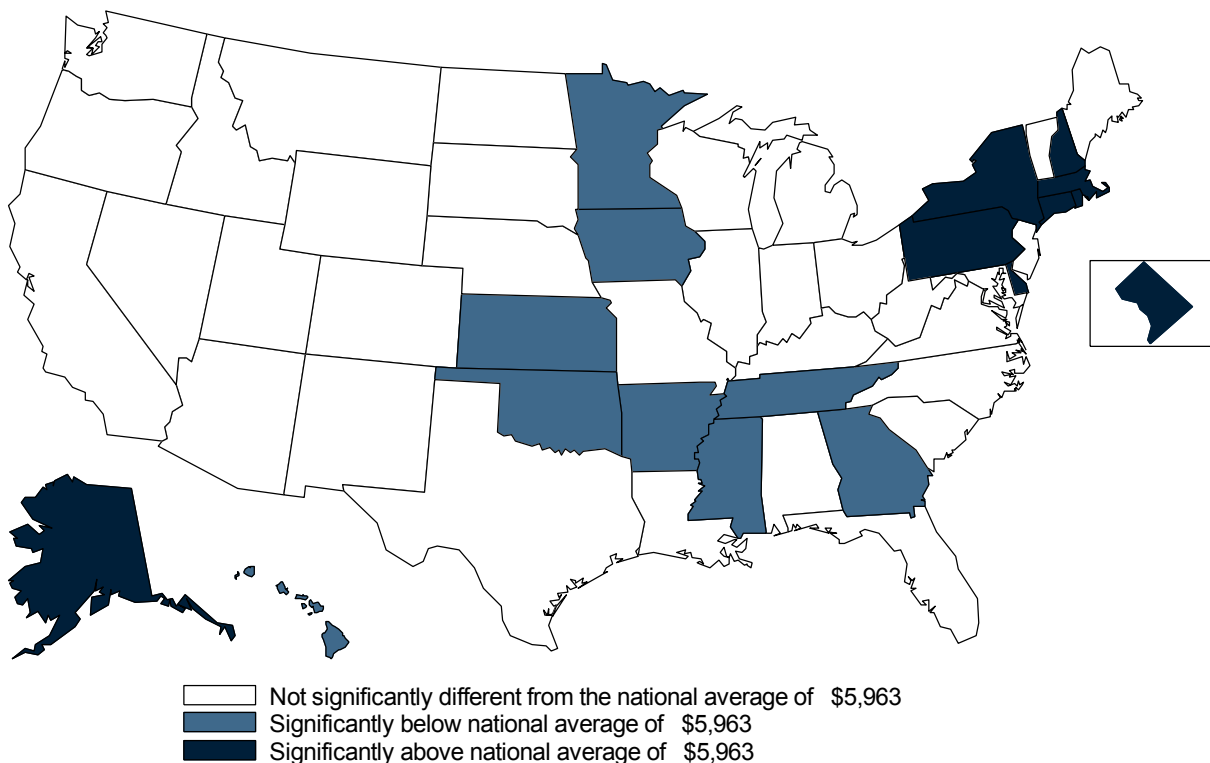 Not significantly different from the national average of $5,963
Significantly below national average of $5,963
Significantly above national average of $5,963